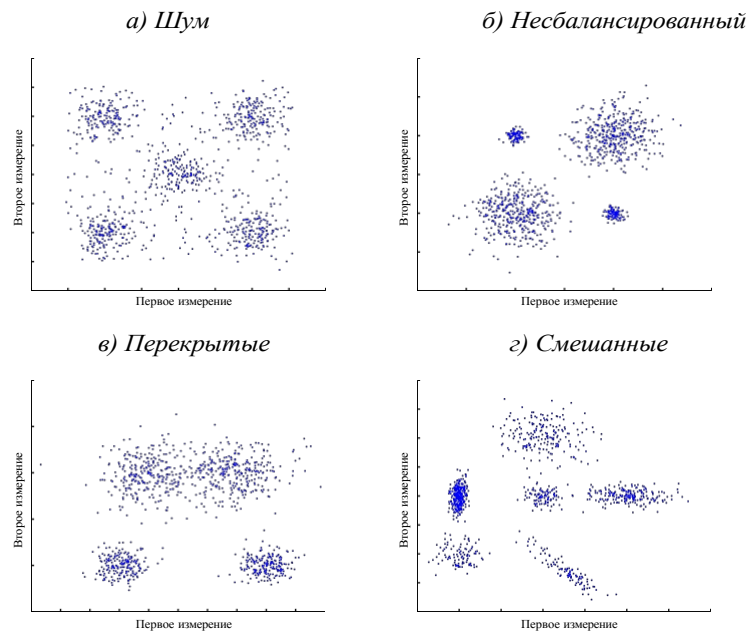 а) Шум
Второе измерение
Первое измерение
б) Несбалансированный
Второе измерение
Первое измерение
в) Перекрытые
Второе измерение
Первое измерение
г) Смешанные
Второе измерение
Первое измерение